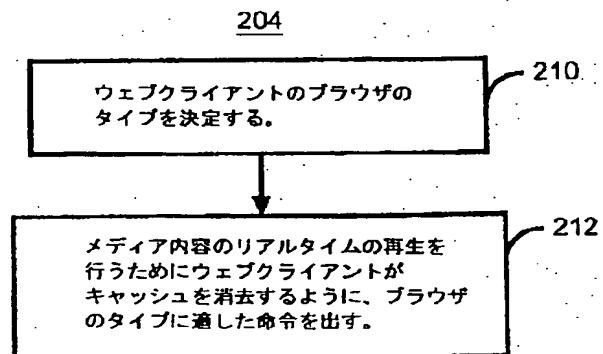 204
ウェブクライアントのブラウザの
タイプを決定する。
210
メディア内容のリアルタイムの再生を
行うためにウェブクライアントが
キャッシュを消去するように、ブラウザ
のタイプに適した命令を出す。
212